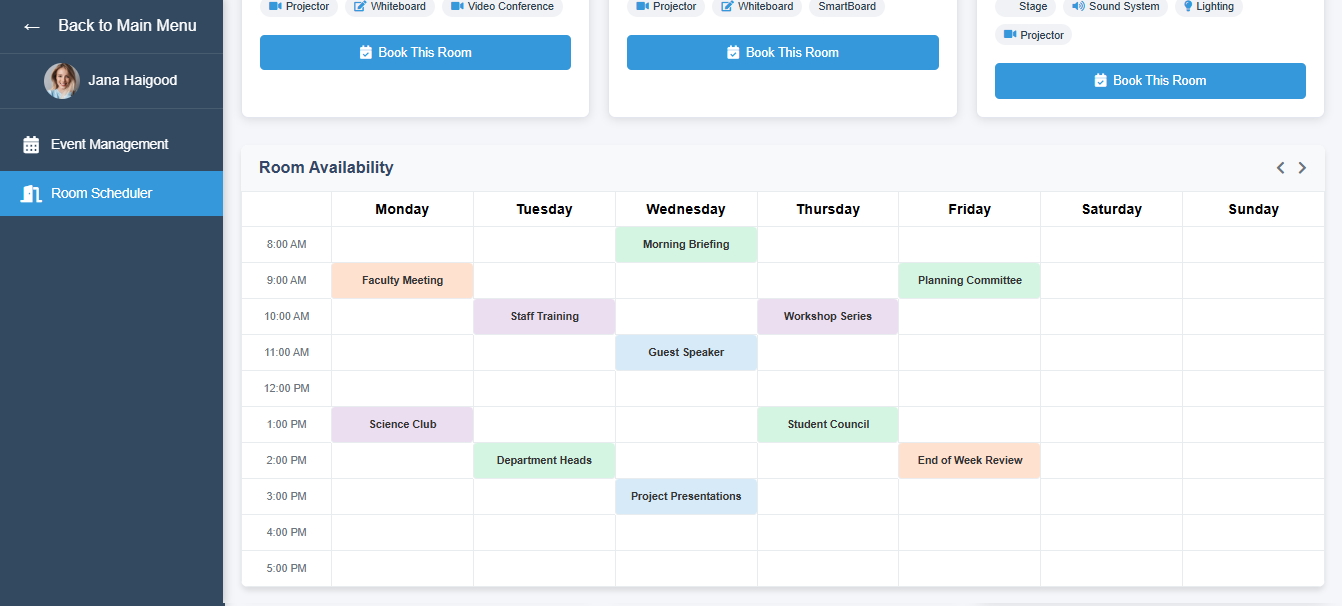 ← Back to Main Menu
Jana Haigood
Event Management
Room Scheduler
Projector Whiteboard Video Conference
Book This Room
Projector Whiteboard SmartBoard
Book This Room
Stage Sound System Lighting
Projector
Book This Room
Room Availability
Monday Tuesday Wednesday Thursday Friday Saturday Sunday
8:00 AM Morning Briefing
9:00 AM Faculty Meeting Planning Committee
10:00 AM Staff Training Workshop Series
11:00 AM Guest Speaker
12:00 PM
1:00 PM Science Club Student Council
2:00 PM Department Heads End of Week Review
3:00 PM Project Presentations
4:00 PM
5:00 PM